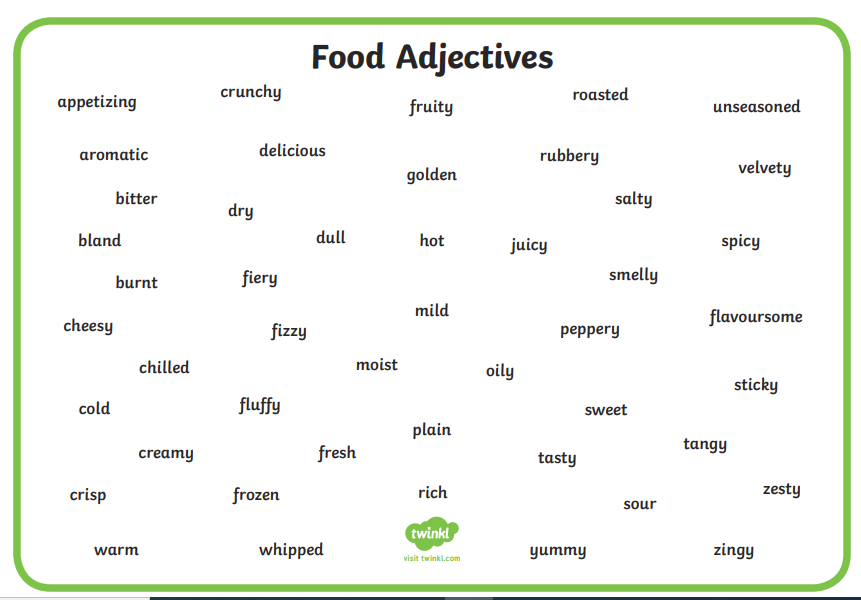 Food Adjectives
appetizing crunchy fruity roasted unseasoned
aromatic delicious golden rubbery velvety
bitter dry salty
bland dull hot juicy spicy
burnt fiery smelly
cheesy fizzy mild peppery flavoursome
chilled moist oily sticky
cold fluffy plain sweet
creamy fresh tasty tangy
crisp frozen rich sour zesty
warm whipped yummy zingy
twinkl
visit twinkl.com